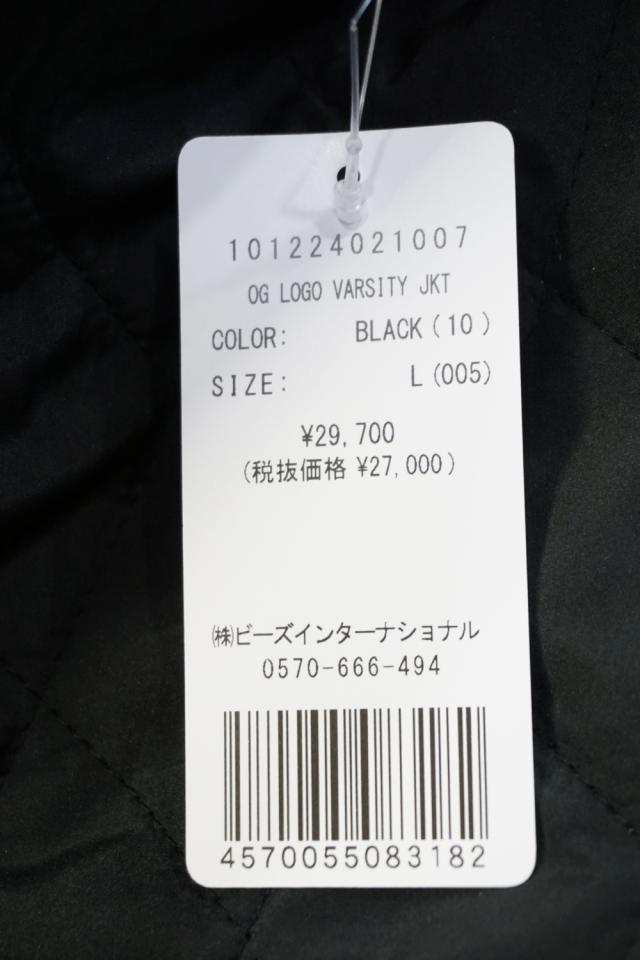 101224021007
OG LOGO VARSITY JKT
COLOR: BLACK(10)
SIZE: L(005)
¥29,700
(税抜価格 ¥27,000)
㈱ビーズインターナショナル
0570-666-494
4570055083182